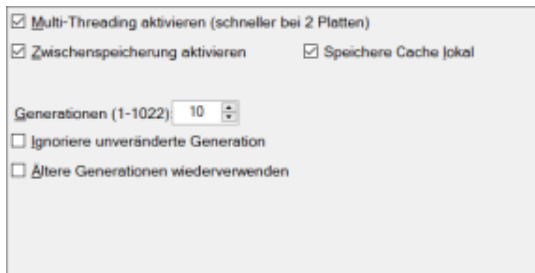 Multi-Threading aktivieren (schneller bei 2 Platten)
Zwischenspeicherung aktivieren Speichere Cache lokal
Generationen (1-1022): 10
Ignoriere unveränderte Generation
Ältere Generationen wiederverwenden